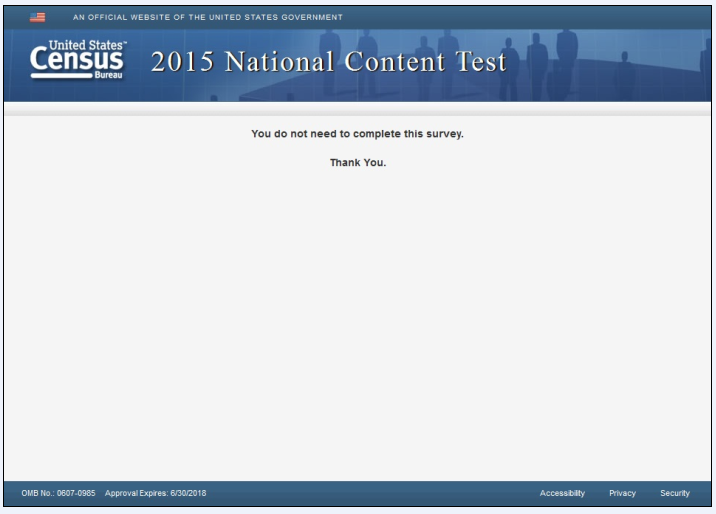 AN OFFICIAL WEBSITE OF THE UNITED STATES GOVERNMENT
United States™
Census
Bureau
2015 National Content Test
You do not need to complete this survey.
Thank You.
OMB No.: 0607-0985 Approval Expires: 6/30/2018 Accessibility Privacy Security